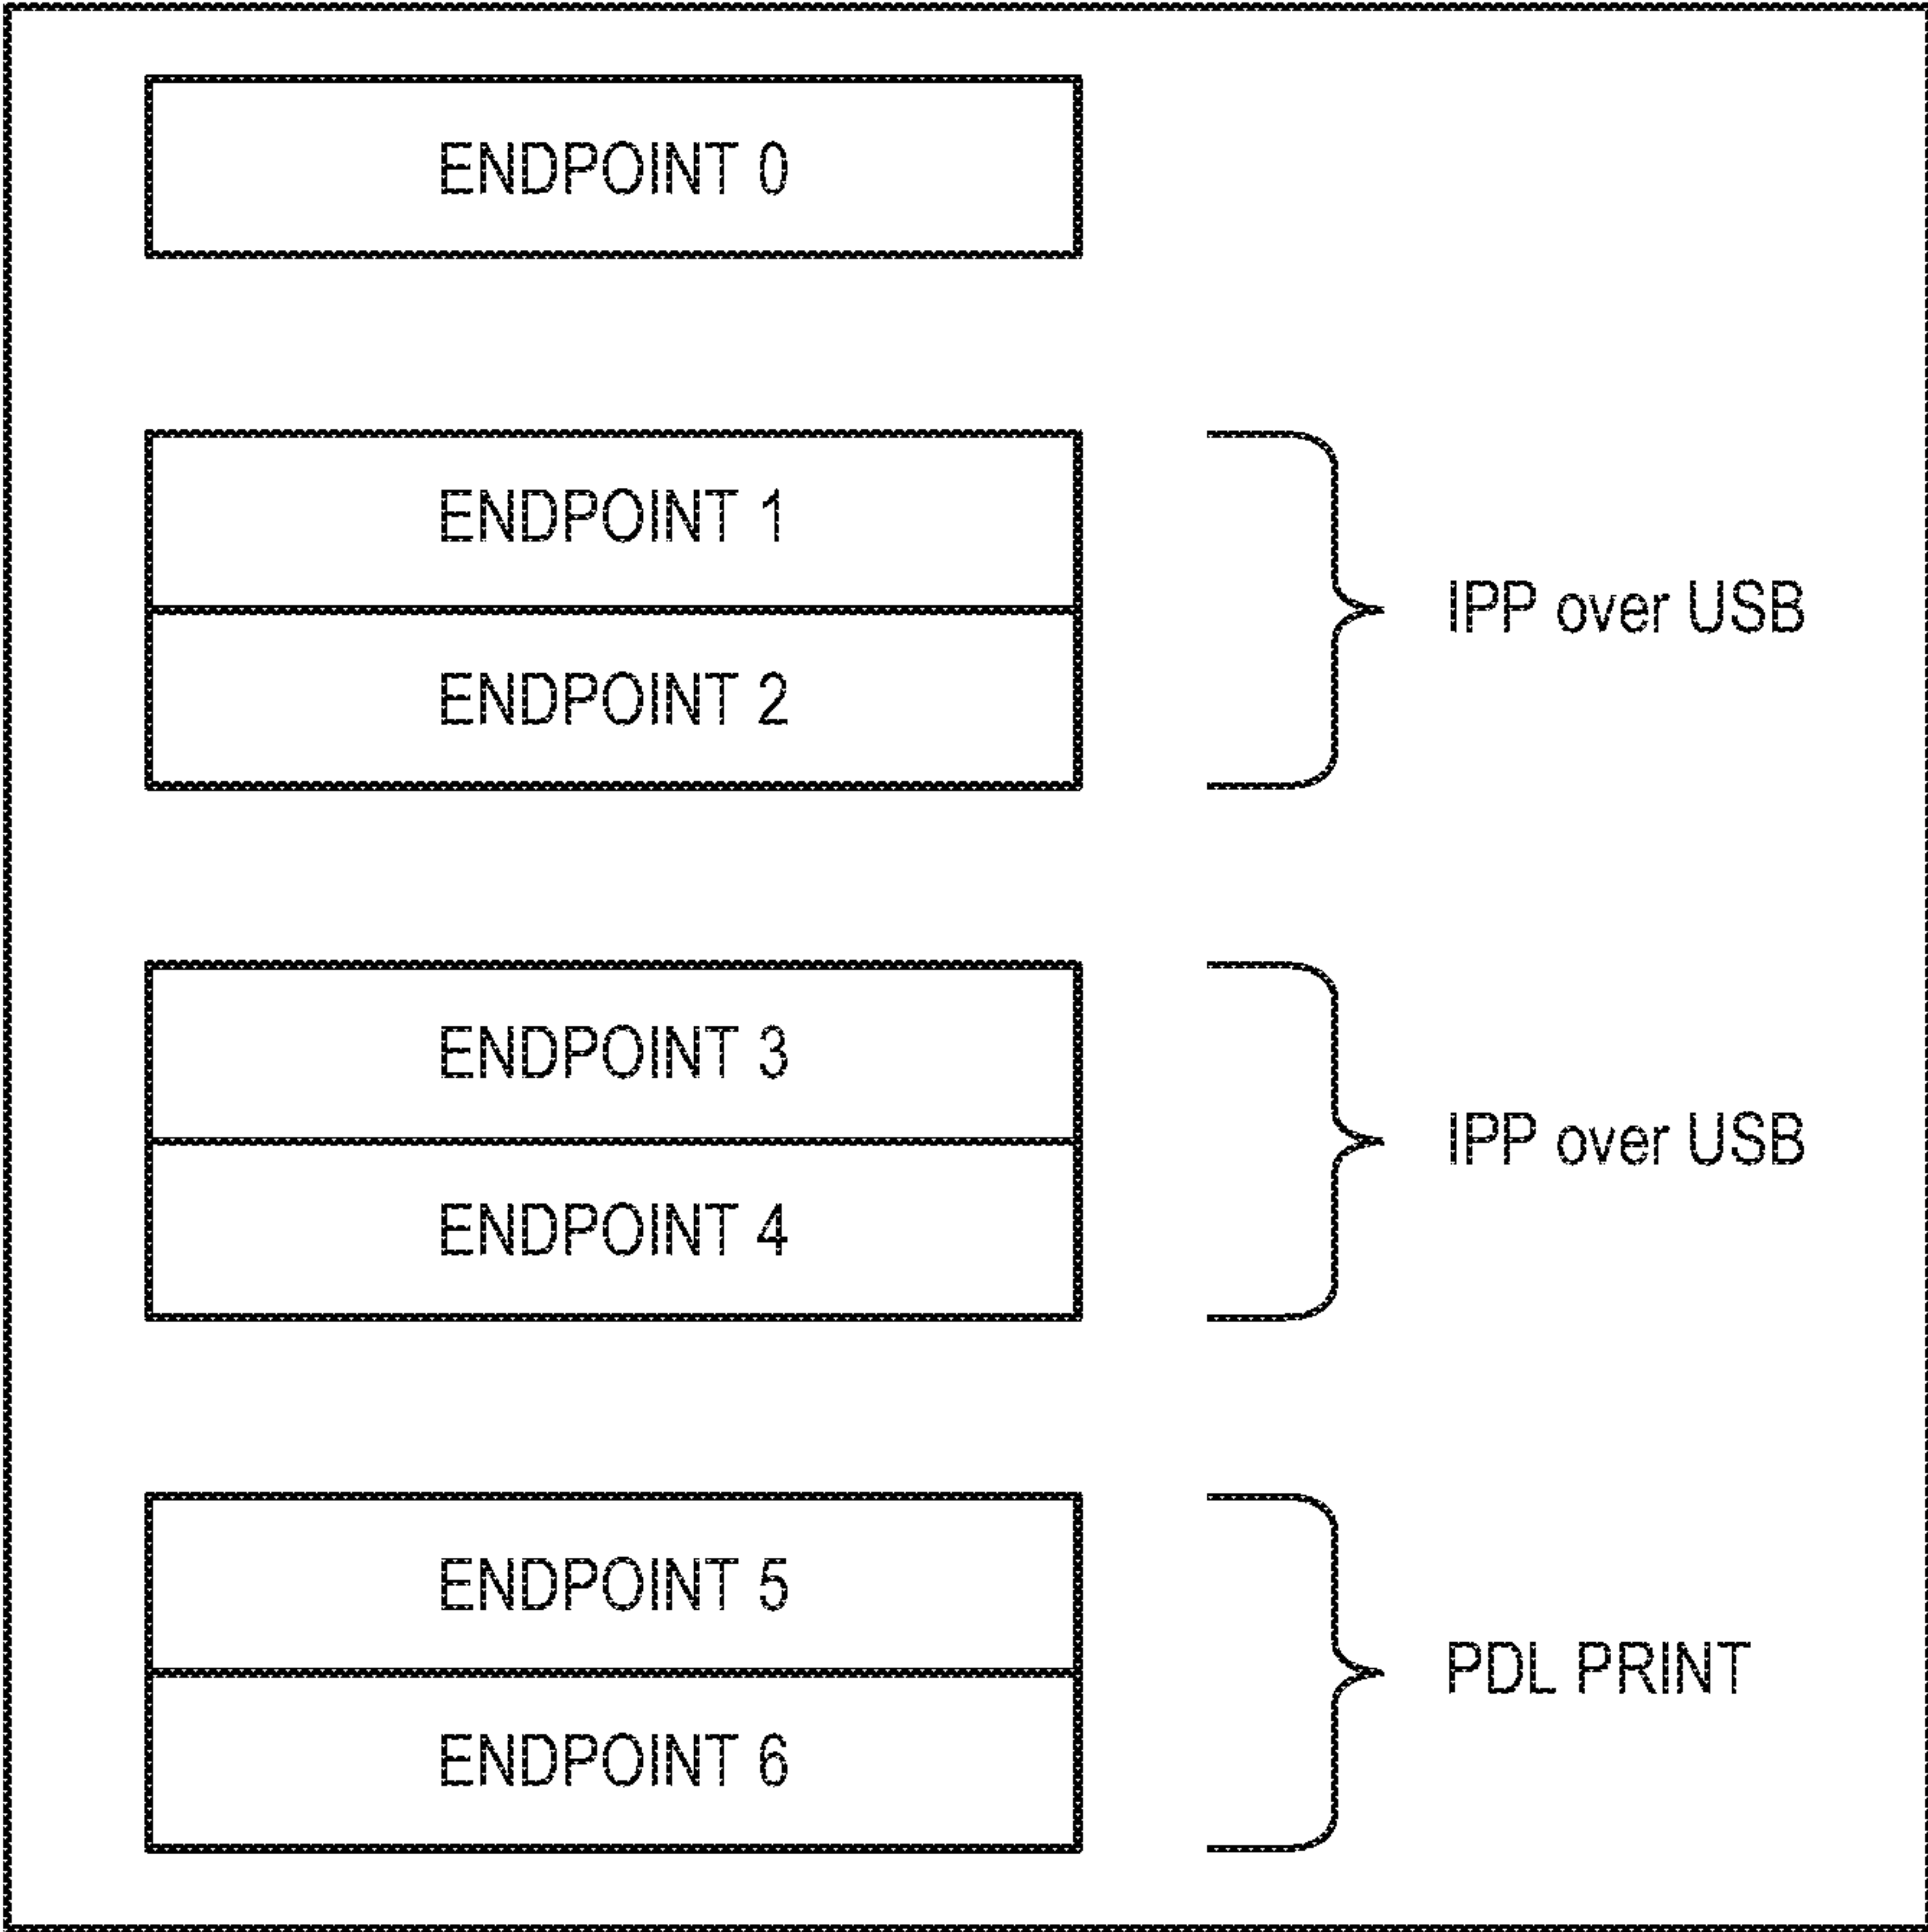 ENDPOINT 0
ENDPOINT 1
ENDPOINT 2
IPP over USB
ENDPOINT 3
ENDPOINT 4
IPP over USB
ENDPOINT 5
ENDPOINT 6
PDL PRINT